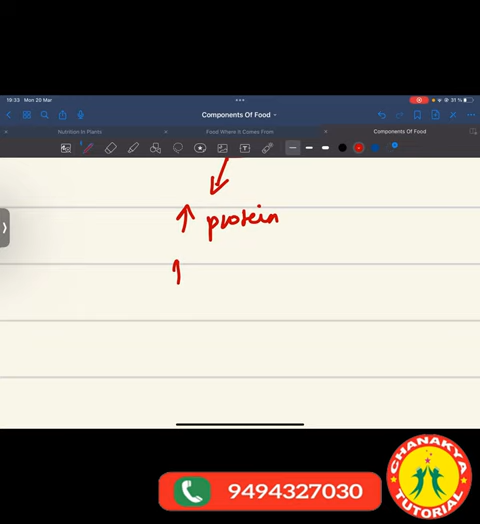 19:33 Mon 20 Mar
31 %
Components Of Food
Nutrition In Plants
Food Where It Comes From
Components Of Food
↑ protein
↑
9494327030
CHANAKYA
TUTORIAL